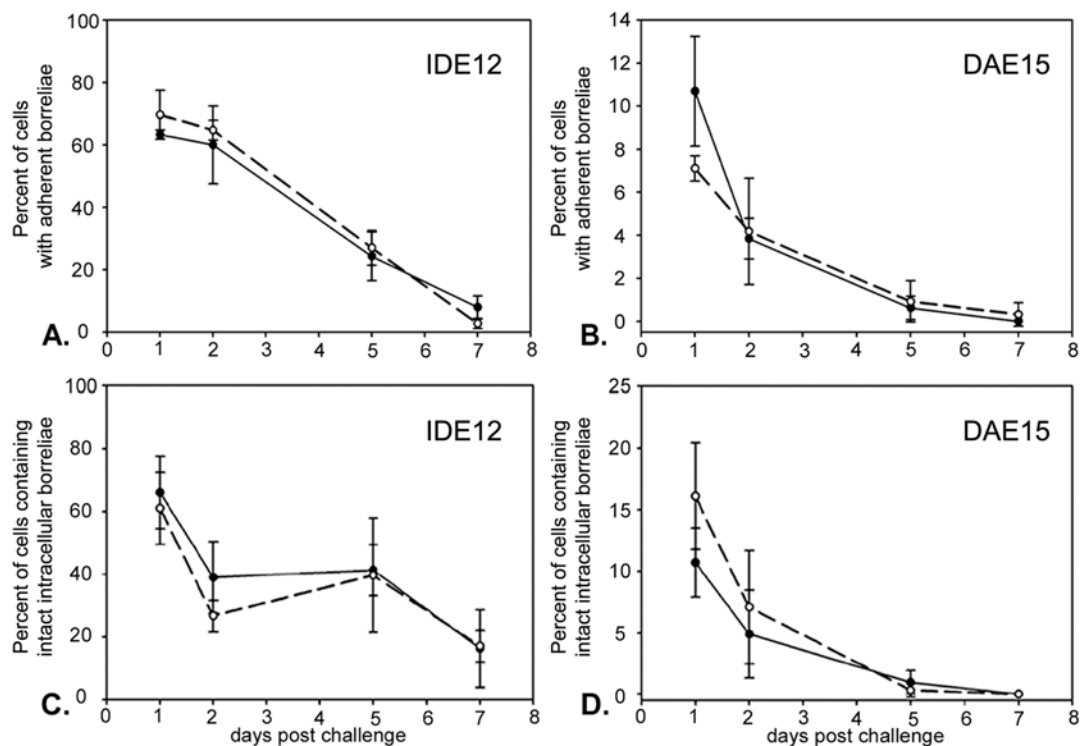 Percent of cells
with adherent borreliae
100
80
60
40
20
0
IDE12
A.
0 1 2 3 4 5 6 7 8
Percent of cells
with adherent borreliae
14
12
10
8
6
4
2
0
DAE15
B.
0 1 2 3 4 5 6 7 8
Percent of cells containing
intact intracellular borreliae
100
80
60
40
20
0
IDE12
C.
0 1 2 3 4 5 6 7 8
days post challenge
Percent of cells containing
intact intracellular borreliae
25
20
15
10
5
0
DAE15
D.
0 1 2 3 4 5 6 7 8
days post challenge